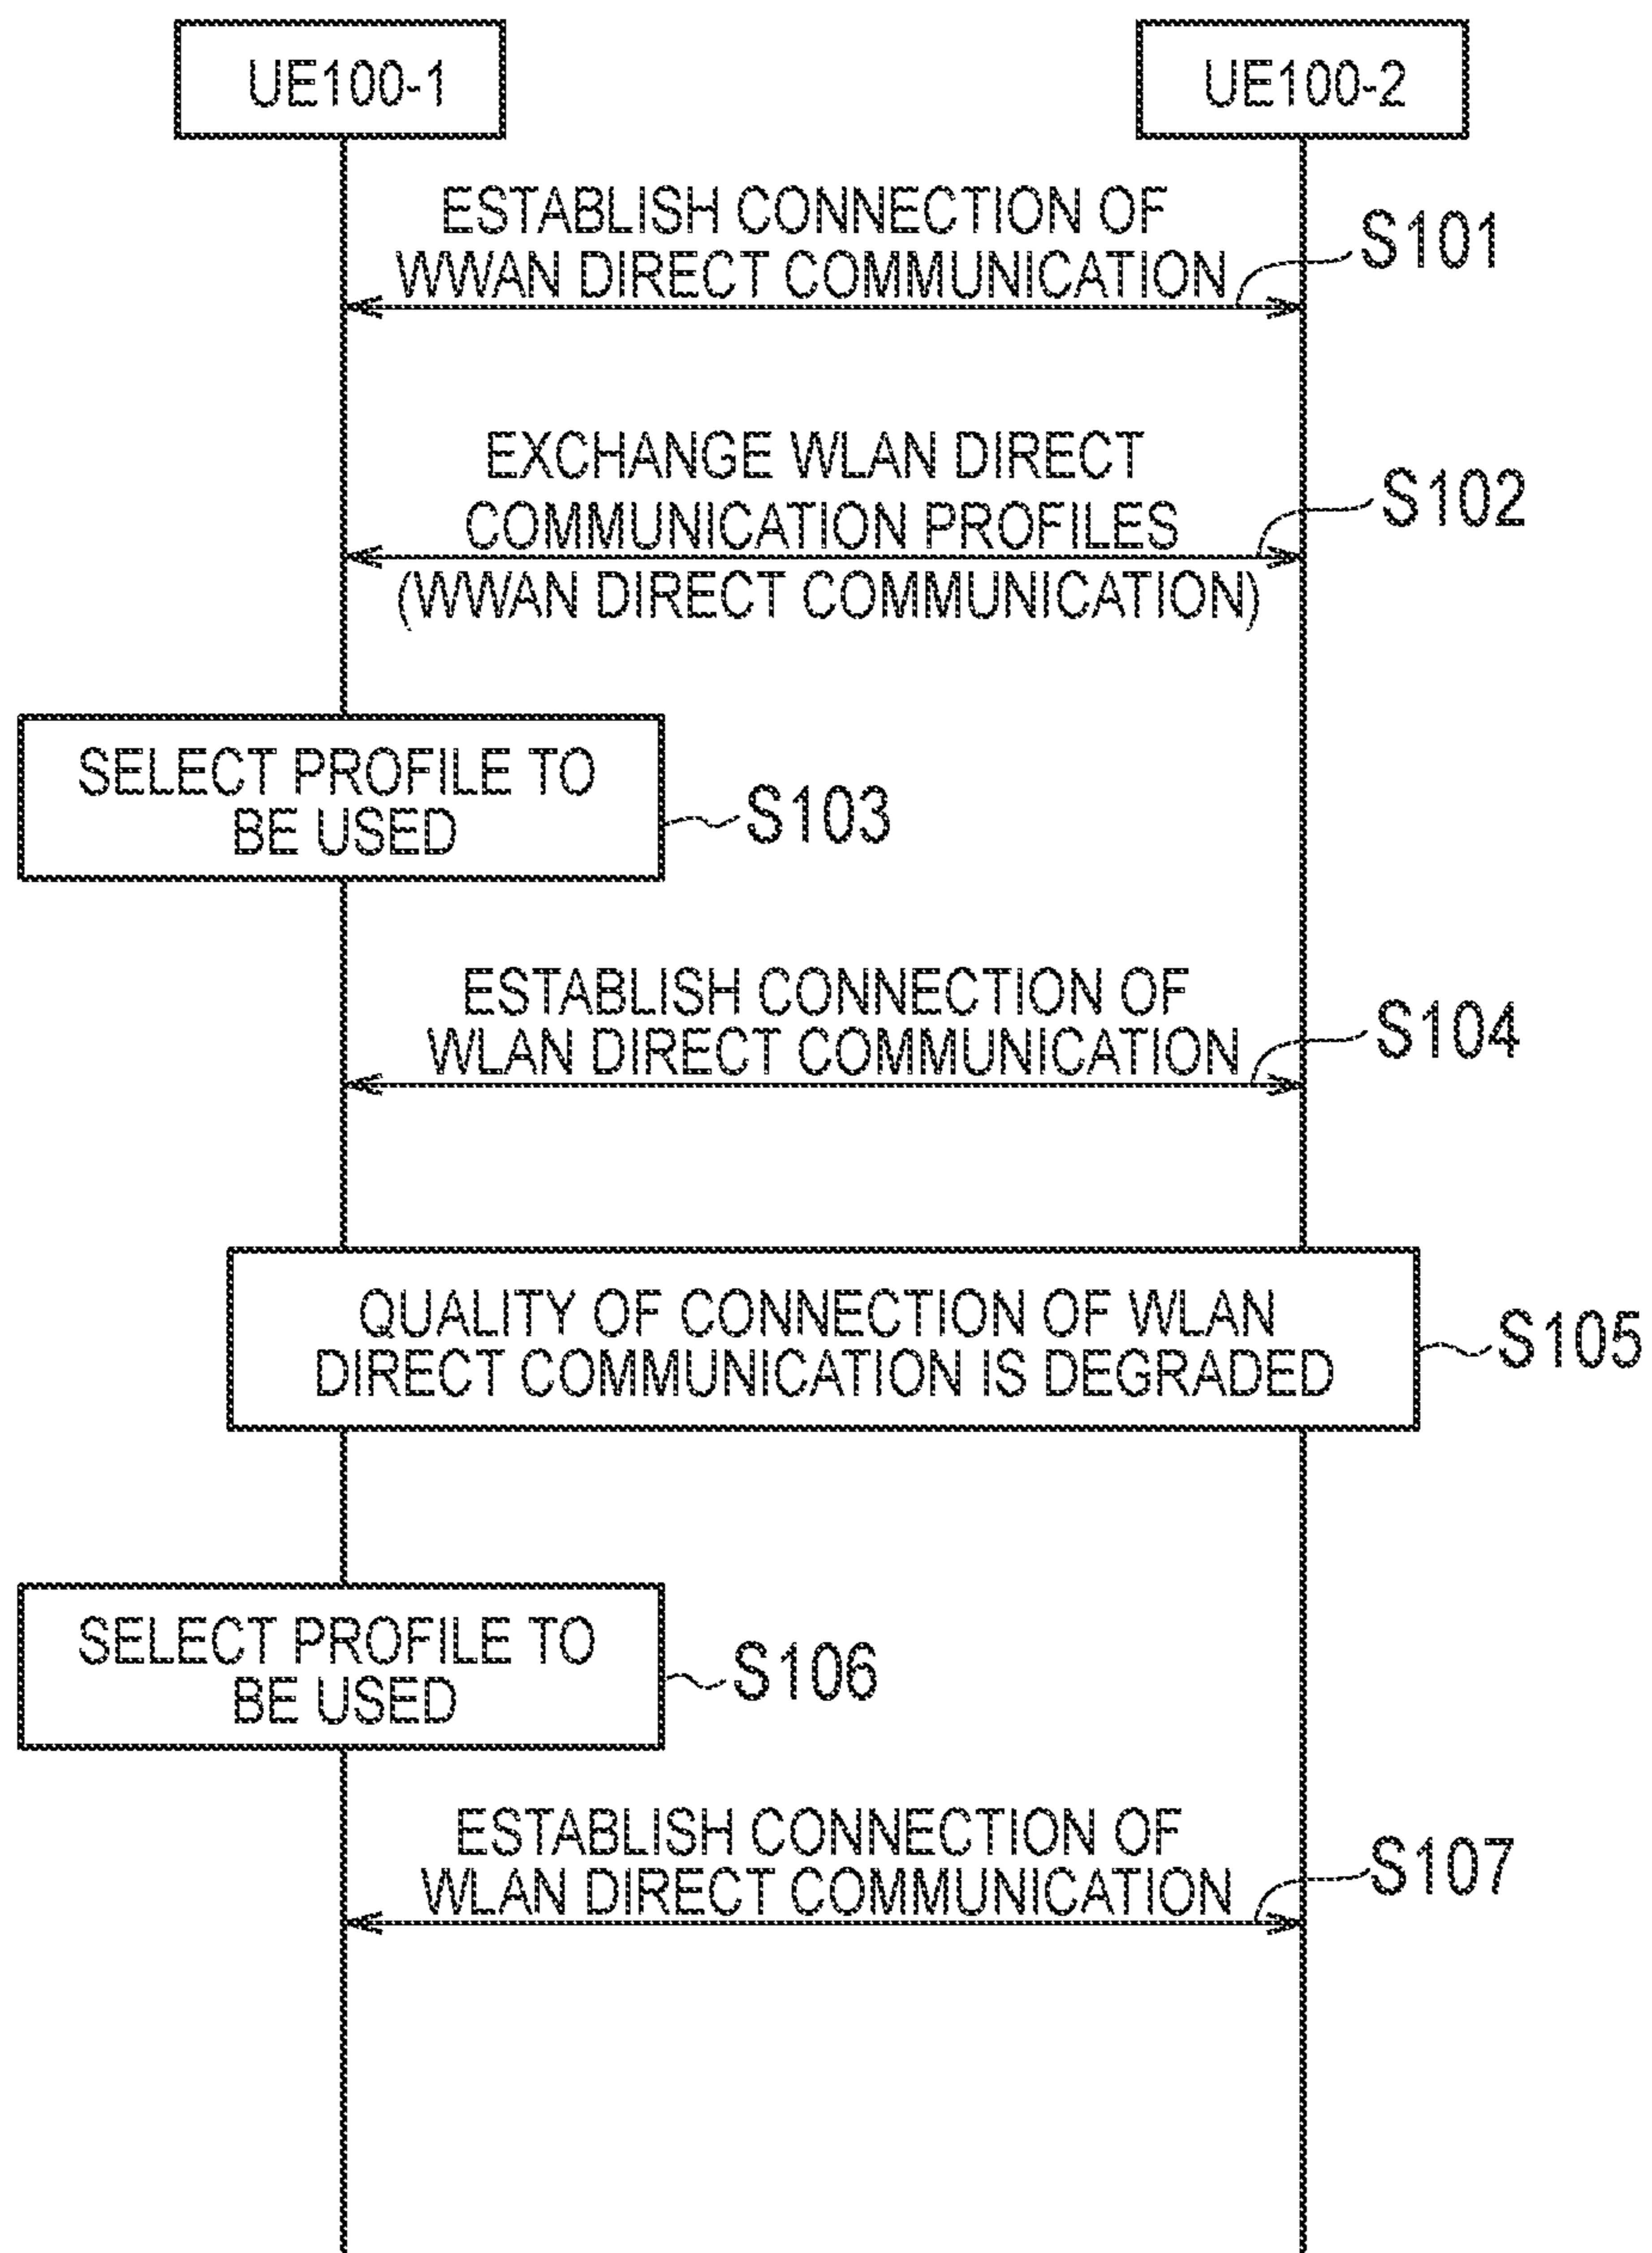 UE100-1
UE100-2
ESTABLISH CONNECTION OF
WWAN DIRECT COMMUNICATION
S101
EXCHANGE WLAN DIRECT
COMMUNICATION PROFILES
(WWAN DIRECT COMMUNICATION)
S102
SELECT PROFILE TO
BE USED
S103
ESTABLISH CONNECTION OF
WLAN DIRECT COMMUNICATION
S104
QUALITY OF CONNECTION OF WLAN
DIRECT COMMUNICATION IS DEGRADED
S105
SELECT PROFILE TO
BE USED
S106
ESTABLISH CONNECTION OF
WLAN DIRECT COMMUNICATION
S107